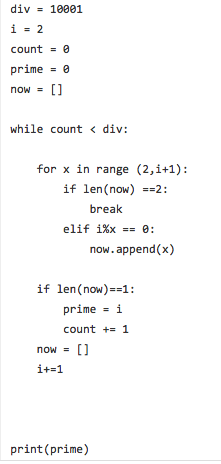 div = 10001
i = 2
count = 0
prime = 0
now = []
while count < div:
for x in range (2,i+1):
if len(now) ==2:
break
elif i%x == 0:
now.append(x)
if len(now)==1:
prime = i
count += 1
now = []
i+=1
print(prime)